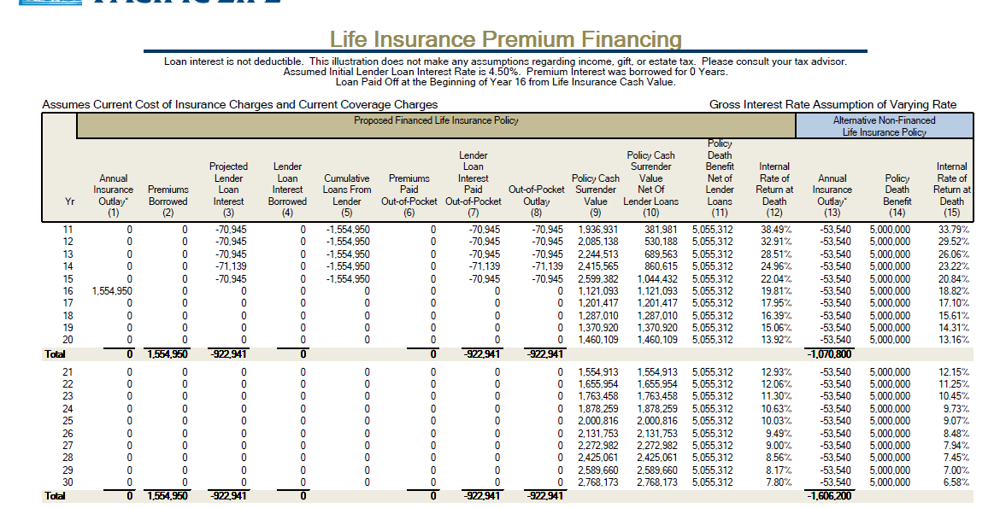 PACIFIC LIFE
Life Insurance Premium Financing
Loan interest is not deductible. This illustration does not make any assumptions regarding income, gift, or estate tax. Please consult your tax advisor.
Assumed Initial Lender Loan Interest Rate is 4.50%. Premium Interest was borrowed for 0 Years.
Loan Paid Off at the Beginning of Year 16 from Life Insurance Cash Value.
Assumes Current Cost of Insurance Charges and Current Coverage Charges Gross Interest Rate Assumption of Varying Rate
Proposed Financed Life Insurance Policy Alternative Non-Financed
Life Insurance Policy
Policy
Lender Policy Cash Death
Projected Lender Loan Surrender Benefit Internal Internal
Annual Lender Loan Cumulative Premiums Interest Policy Cash Value Net of Rate of Annual Policy Rate of
Insurance Premiums Loan Interest Loans From Paid Paid Out-of-Pocket Surrender Net Of Lender Return at Insurance Death Return at
Yr Outlay* Borrowed Interest Borrowed Lender Out-of-Pocket Out-of-Pocket Outlay Value Lender Loans Loans Death Outlay* Benefit Death
(1) (2) (3) (4) (5) (6) (7) (8) (9) (10) (11) (12) (13) (14) (15)
11 0 0 -70,945 0 -1,554,950 0 -70,945 -70,945 1,936,931 381,981 5,055,312 38.49% -53,540 5,000,000 33.79%
12 0 0 -70,945 0 -1,554,950 0 -70,945 -70,945 2,085,138 530,188 5,055,312 32.91% -53,540 5,000,000 29.52%
13 0 0 -70,945 0 -1,554,950 0 -70,945 -70,945 2,244,513 689,563 5,055,312 28.51% -53,540 5,000,000 26.06%
14 0 0 -71,139 0 -1,554,950 0 -71,139 -71,139 2,415,565 860,615 5,055,312 24.96% -53,540 5,000,000 23.22%
15 0 0 -70,945 0 -1,554,950 0 -70,945 -70,945 2,599,382 1,044,432 5,055,312 22.04% -53,540 5,000,000 20.84%
16 1,554,950 0 0 0 0 0 0 0 1,121,093 1,121,093 5,055,312 19.81% -53,540 5,000,000 18.82%
17 0 0 0 0 0 0 0 0 1,201,417 1,201,417 5,055,312 17.95% -53,540 5,000,000 17.10%
18 0 0 0 0 0 0 0 0 1,287,010 1,287,010 5,055,312 16.39% -53,540 5,000,000 15.61%
19 0 0 0 0 0 0 0 0 1,370,920 1,370,920 5,055,312 15.06% -53,540 5,000,000 14.31%
20 0 0 0 0 0 0 0 0 1,460,109 1,460,109 5,055,312 13.92% -53,540 5,000,000 13.16%
Total 0 1,554,950 -922,941 0 0 -922,941 -922,941 -1,070,800
21 0 0 0 0 0 0 0 0 1,554,913 1,554,913 5,055,312 12.93% -53,540 5,000,000 12.15%
22 0 0 0 0 0 0 0 0 1,655,954 1,655,954 5,055,312 12.06% -53,540 5,000,000 11.25%
23 0 0 0 0 0 0 0 0 1,763,458 1,763,458 5,055,312 11.30% -53,540 5,000,000 10.45%
24 0 0 0 0 0 0 0 0 1,878,259 1,878,259 5,055,312 10.63% -53,540 5,000,000 9.73%
25 0 0 0 0 0 0 0 0 2,000,816 2,000,816 5,055,312 10.03% -53,540 5,000,000 9.07%
26 0 0 0 0 0 0 0 0 2,131,753 2,131,753 5,055,312 9.49% -53,540 5,000,000 8.48%
27 0 0 0 0 0 0 0 0 2,272,982 2,272,982 5,055,312 9.00% -53,540 5,000,000 7.94%
28 0 0 0 0 0 0 0 0 2,425,061 2,425,061 5,055,312 8.56% -53,540 5,000,000 7.45%
29 0 0 0 0 0 0 0 0 2,589,660 2,589,660 5,055,312 8.17% -53,540 5,000,000 7.00%
30 0 0 0 0 0 0 0 0 2,768,173 2,768,173 5,055,312 7.80% -53,540 5,000,000 6.58%
Total 0 1,554,950 -922,941 0 0 -922,941 -922,941 -1,606,200